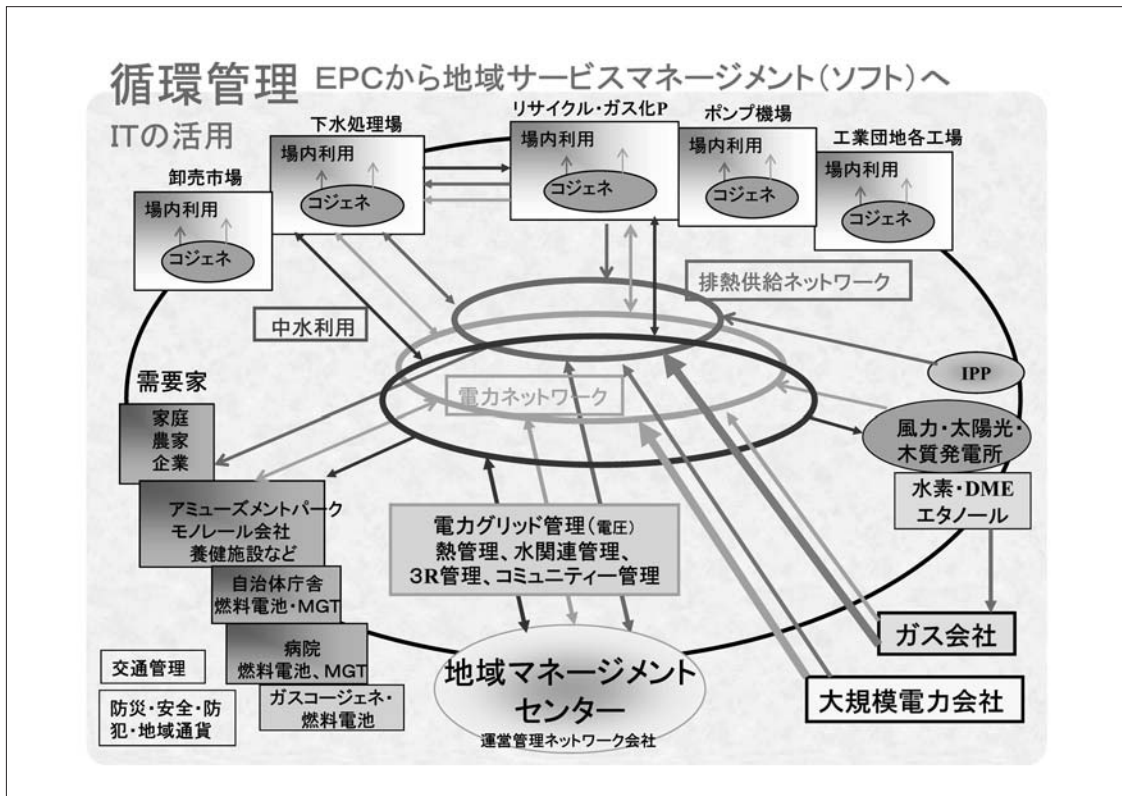 循環管理 EPCから地域サービスマネージメント(ソフト)へ
ITの活用
下水処理場
リサイクル・ガス化P
ポンプ機場
工業団地各工場
卸売市場
場内利用
コジェネ
場内利用
コジェネ
場内利用
コジェネ
場内利用
コジェネ
場内利用
コジェネ
排熱供給ネットワーク
中水利用
電力ネットワーク
需要家
家庭
農家
企業
アミューズメントパーク
モノレール会社
養健施設など
自治体庁舎
燃料電池・MGT
病院
燃料電池、MGT
ガスコージェネ・
燃料電池
交通管理
防災・安全・防
犯・地域通貨
電力グリッド管理(電圧)
熱管理、水関連管理、
3R管理、コミュニティー管理
地域マネージメント
センター
運営管理ネットワーク会社
IPP
風力・太陽光・
木質発電所
水素・DME
エタノール
ガス会社
大規模電力会社